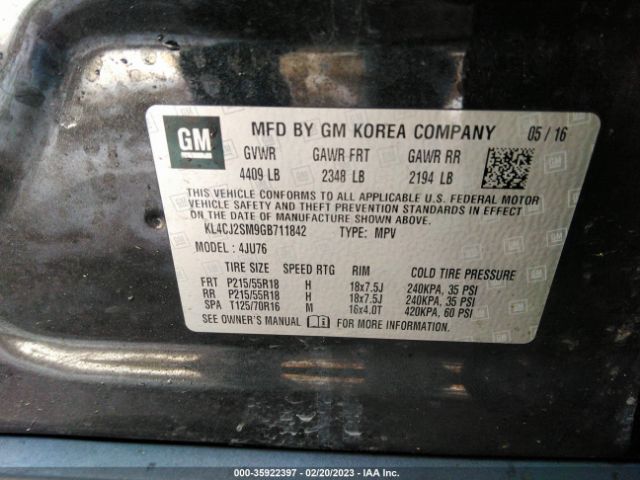 GM
MFD BY GM KOREA COMPANY 05/16
GVWR GAWR FRT GAWR RR
4409 LB 2348 LB 2194 LB
THIS VEHICLE CONFORMS TO ALL APPLICABLE U.S. FEDERAL MOTOR
VEHICLE SAFETY AND THEFT PREVENTION STANDARDS IN EFFECT
ON THE DATE OF MANUFACTURE SHOWN ABOVE.
KL4CJ2SM9GB711842 TYPE: MPV
MODEL : 4JU76
TIRE SIZE SPEED RTG RIM COLD TIRE PRESSURE
FRT P215/55R18 H 18x7.5J 240KPA, 35 PSI
RR P215/55R18 H 18x7.5J 240KPA, 35 PSI
SPA T125/70R16 M 16x4.0T 420KPA, 60 PSI
SEE OWNER'S MANUAL FOR MORE INFORMATION.
000-35922397 - 02/20/2023 - IAA Inc.